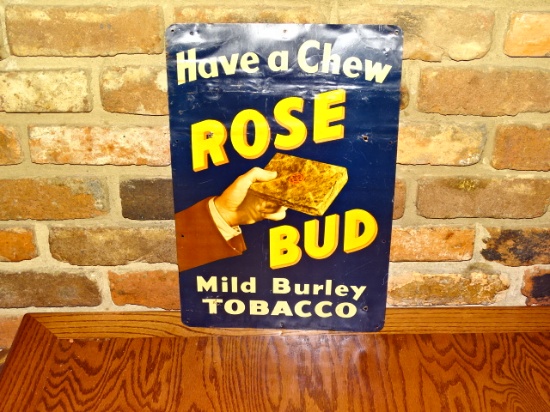 Have a Chew
ROSE
BUD
Mild Burley
TOBACCO